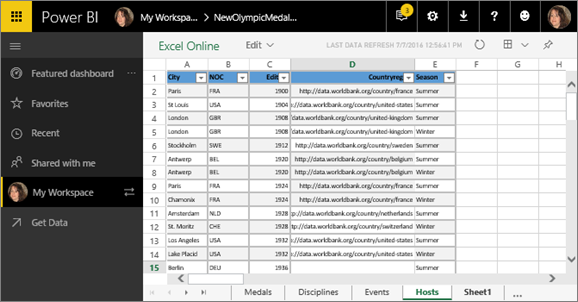 Power BI My Workspa... > NewOlympicMedal... 3
Excel Online Edit LAST DATA REFRESH 7/7/2016 12:56:41 PM
Featured dashboard ...
Favorites
Recent
Shared with me
My Workspace
Get Data
A B C D E F G H
1 City NOC Edit Countryreg Season
2 Paris FRA 1900 http://data.worldbank.org/country/france Summer
3 St Louis USA 1904 /data.worldbank.org/country/united-states Summer
4 London GBR 1908 /data.worldbank.org/country/united-kingdom Summer
5 London GBR 1908 /data.worldbank.org/country/united-kingdom Winter
6 Stockholm SWE 1912 http://data.worldbank.org/country/sweden Summer
7 Antwerp BEL 1920 http://data.worldbank.org/country/belgium Summer
8 Antwerp BEL 1920 http://data.worldbank.org/country/belgium Winter
9 Paris FRA 1924 http://data.worldbank.org/country/france Summer
10 Chamonix FRA 1924 http://data.worldbank.org/country/france Winter
11 Amsterdam NLD 1928 tp://data.worldbank.org/country/netherlands Summer
12 St. Moritz CHE 1928 tp://data.worldbank.org/country/switzerland Winter
13 Los Angeles USA 1932 /data.worldbank.org/country/united-states Summer
14 Lake Placid USA 1932 /data.worldbank.org/country/united-states Winter
15 Berlin DEU 1936 Summer
Medals Disciplines Events Hosts Sheet1 ...